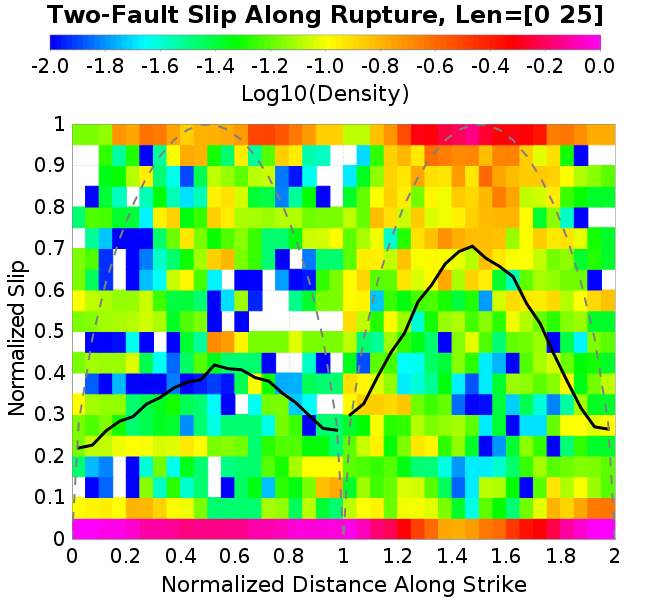 Two-Fault Slip Along Rupture, Len=[0 25]
-2.0 -1.8 -1.6 -1.4 -1.2 -1.0 -0.8 -0.6 -0.4 -0.2 0.0
Log10(Density)
1
0.9
0.8
0.7
0.6
0.5
0.4
0.3
0.2
0.1
0
Normalized Slip
0 0.2 0.4 0.6 0.8 1 1.2 1.4 1.6 1.8 2
Normalized Distance Along Strike